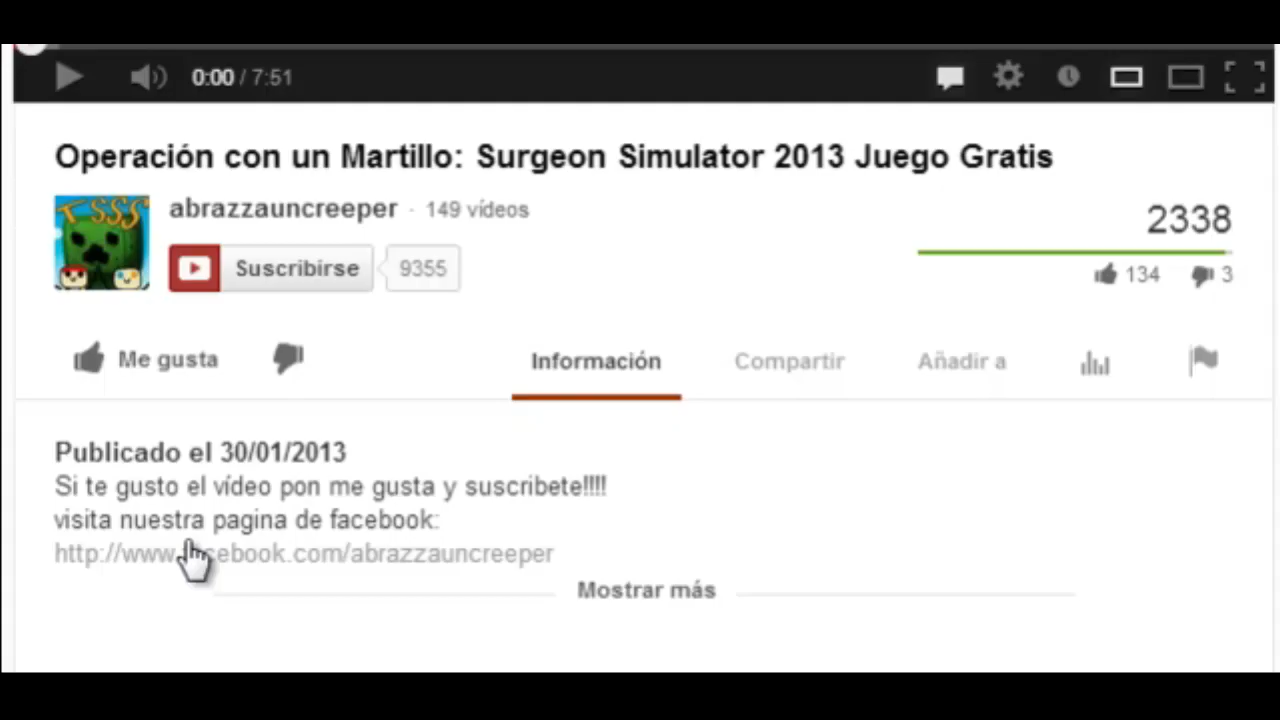 0:00 / 7:51
Operación con un Martillo: Surgeon Simulator 2013 Juego Gratis
TSSS
abrazzauncreeper · 149 vídeos
2338
Suscribirse 9355
134 3
Me gusta Información Compartir Añadir a
Publicado el 30/01/2013
Si te gusto el vídeo pon me gusta y suscribete!!!!
visita nuestra pagina de facebook:
http://www.facebook.com/abrazzauncreeper
Mostrar más